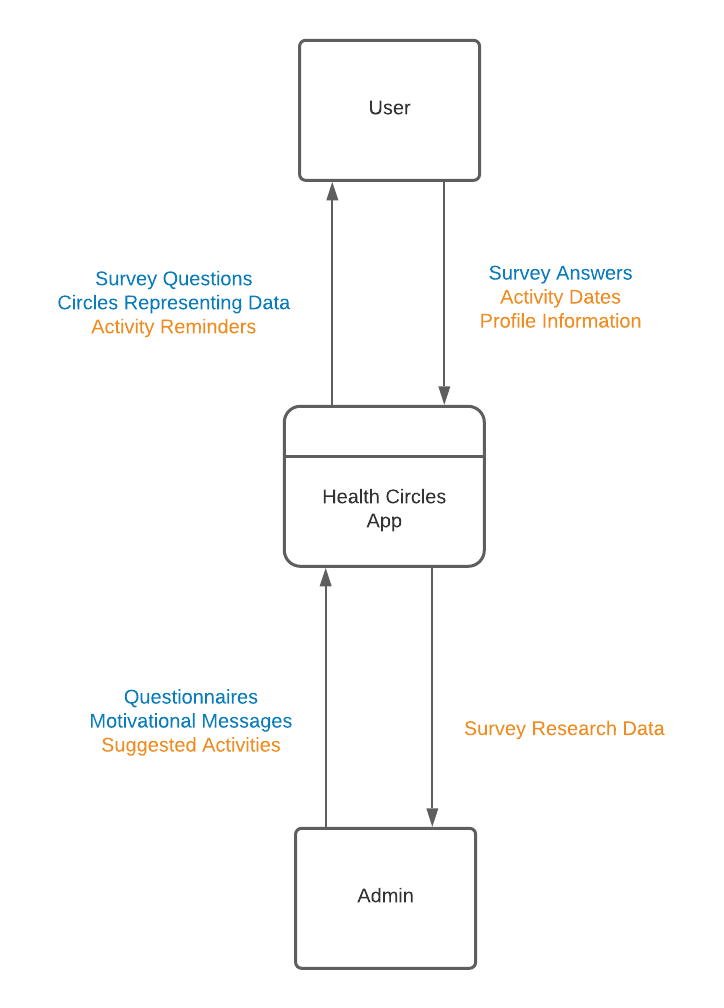 User
Survey Questions
Circles Representing Data
Activity Reminders
Survey Answers
Activity Dates
Profile Information
Health Circles
App
Questionnaires
Motivational Messages
Suggested Activities
Survey Research Data
Admin